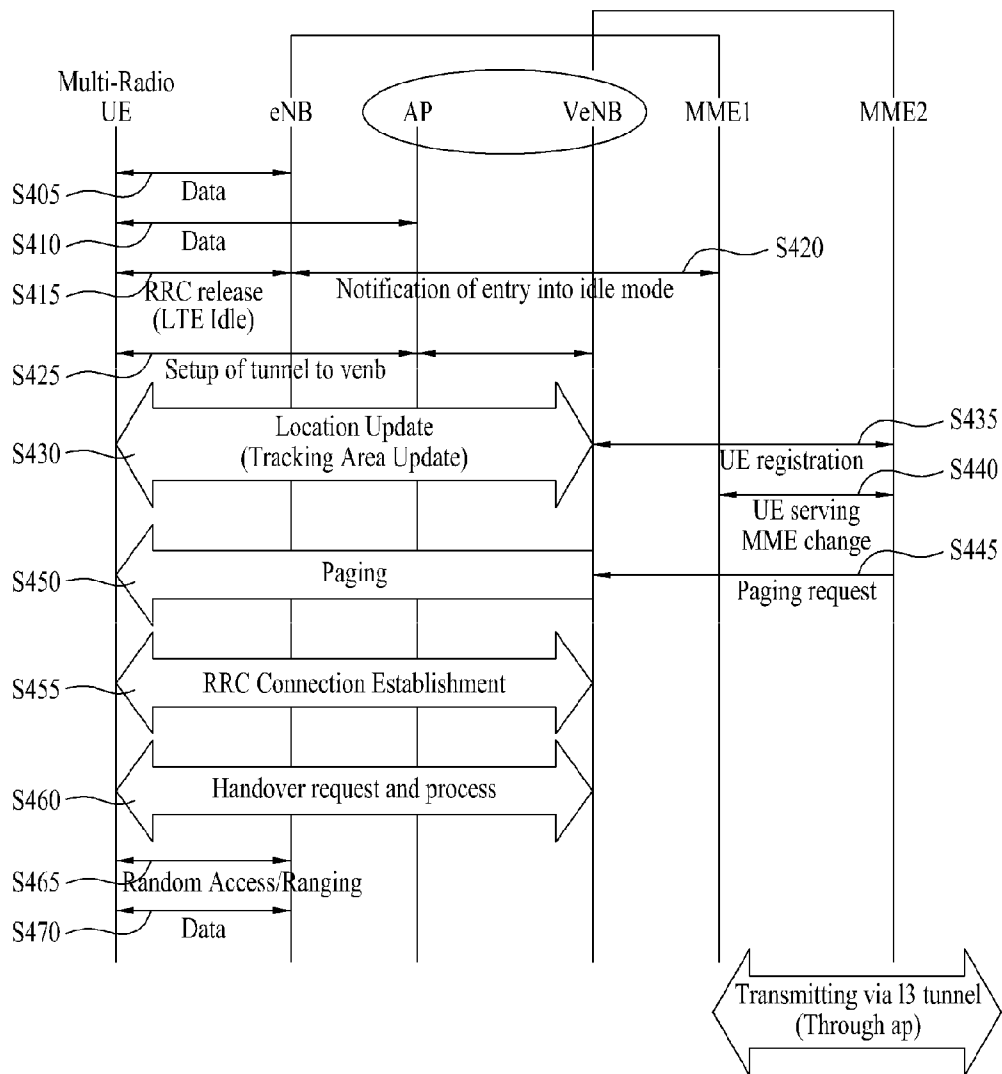 Multi-Radio
UE
eNB
AP
VeNB
MME1
MME2
S405
Data
S410
Data
S420
S415
RRC release
(LTE Idle)
Notification of entry into idle mode
S425
Setup of tunnel to venb
S430
Location Update
(Tracking Area Update)
S435
UE registration
S440
UE serving
MME change
S445
Paging request
S450
Paging
S455
RRC Connection Establishment
S460
Handover request and process
S465
Random Access/Ranging
S470
Data
Transmitting via l3 tunnel
(Through ap)